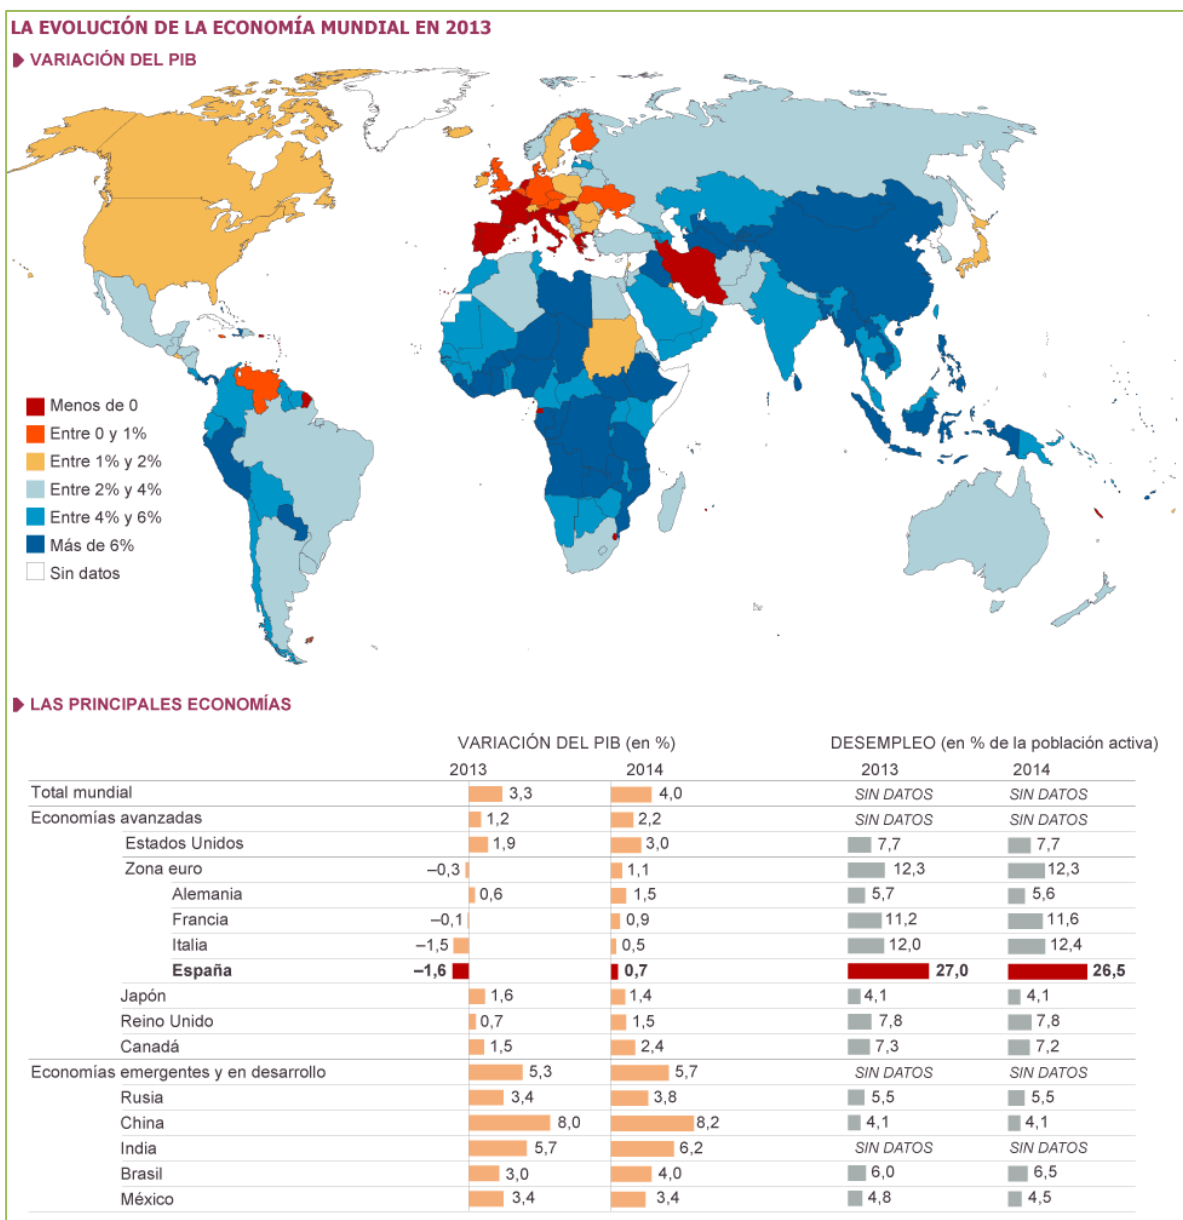 LA EVOLUCIÓN DE LA ECONOMÍA MUNDIAL EN 2013
VARIACIÓN DEL PIB
Menos de 0
Entre 0 y 1%
Entre 1% y 2%
Entre 2% y 4%
Entre 4% y 6%
Más de 6%
Sin datos
LAS PRINCIPALES ECONOMÍAS
VARIACIÓN DEL PIB (en %) DESEMPLEO (en % de la población activa)
2013 2014 2013 2014
Total mundial 3,3 4,0 SIN DATOS SIN DATOS
Economías avanzadas 1,2 2,2 SIN DATOS SIN DATOS
Estados Unidos 1,9 3,0 7,7 7,7
Zona euro –0,3 1,1 12,3 12,3
Alemania 0,6 1,5 5,7 5,6
Francia –0,1 0,9 11,2 11,6
Italia –1,5 0,5 12,0 12,4
España –1,6 0,7 27,0 26,5
Japón 1,6 1,4 4,1 4,1
Reino Unido 0,7 1,5 7,8 7,8
Canadá 1,5 2,4 7,3 7,2
Economías emergentes y en desarrollo 5,3 5,7 SIN DATOS SIN DATOS
Rusia 3,4 3,8 5,5 5,5
China 8,0 8,2 4,1 4,1
India 5,7 6,2 SIN DATOS SIN DATOS
Brasil 3,0 4,0 6,0 6,5
México 3,4 3,4 4,8 4,5